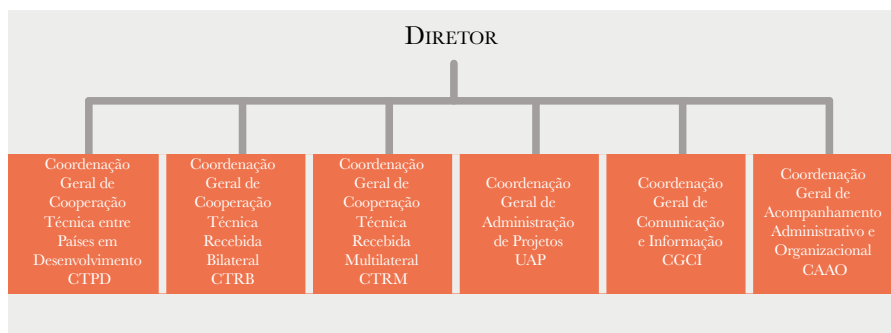 DIRETOR
Coordenação
Geral de
Cooperação
Técnica entre
Países em
Desenvolvimento
CTPD
Coordenação
Geral de
Cooperação
Técnica
Recebida
Bilateral
CTRB
Coordenação
Geral de
Cooperação
Técnica
Recebida
Multilateral
CTRM
Coordenação
Geral de
Administração
de Projetos
UAP
Coordenação
Geral de
Comunicação
e Informação
CGCI
Coordenação
Geral de
Acompanhamento
Administrativo e
Organizacional
CAAO